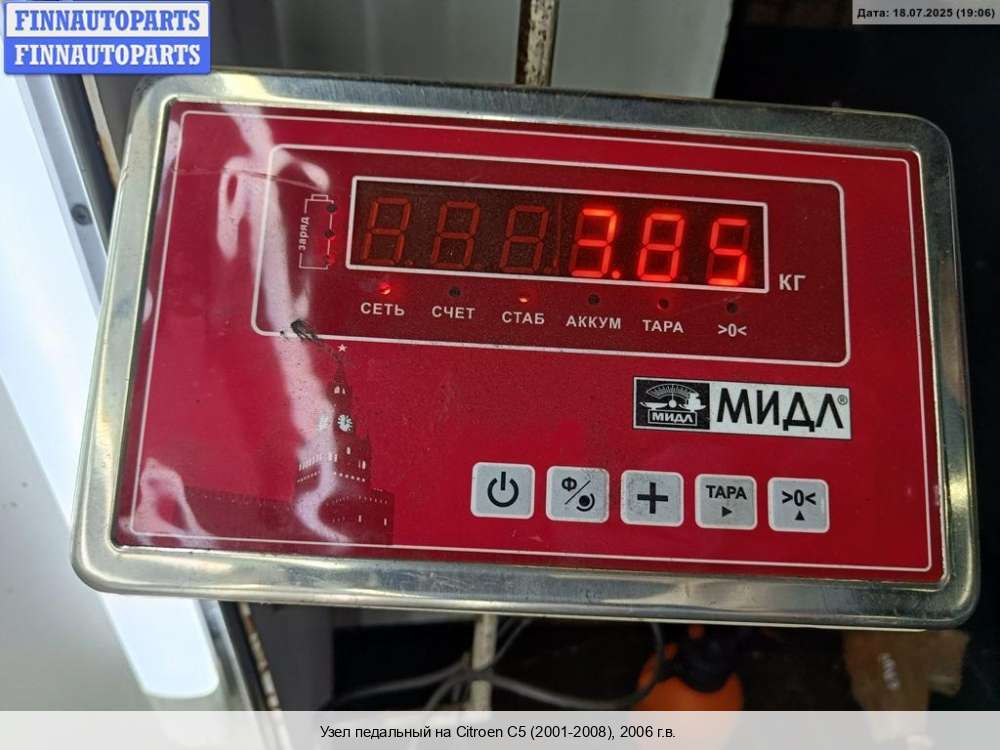 FINNAUTOPARTS
FINNAUTOPARTS
Дата: 18.07.2025 (19:06)
заряд
3.85
КГ
СЕТЬ СЧЕТ СТАБ АККУМ ТАРА >0<
МИДЛ МИДЛ®
Ф ТАРА >0<
Узел педальный на Citroen C5 (2001-2008), 2006 г.в.